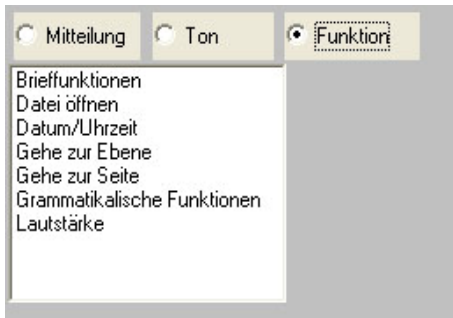 Mitteilung Ton Funktion
Brieffunktionen
Datei öffnen
Datum/Uhrzeit
Gehe zur Ebene
Gehe zur Seite
Grammatikalische Funktionen
Lautstärke